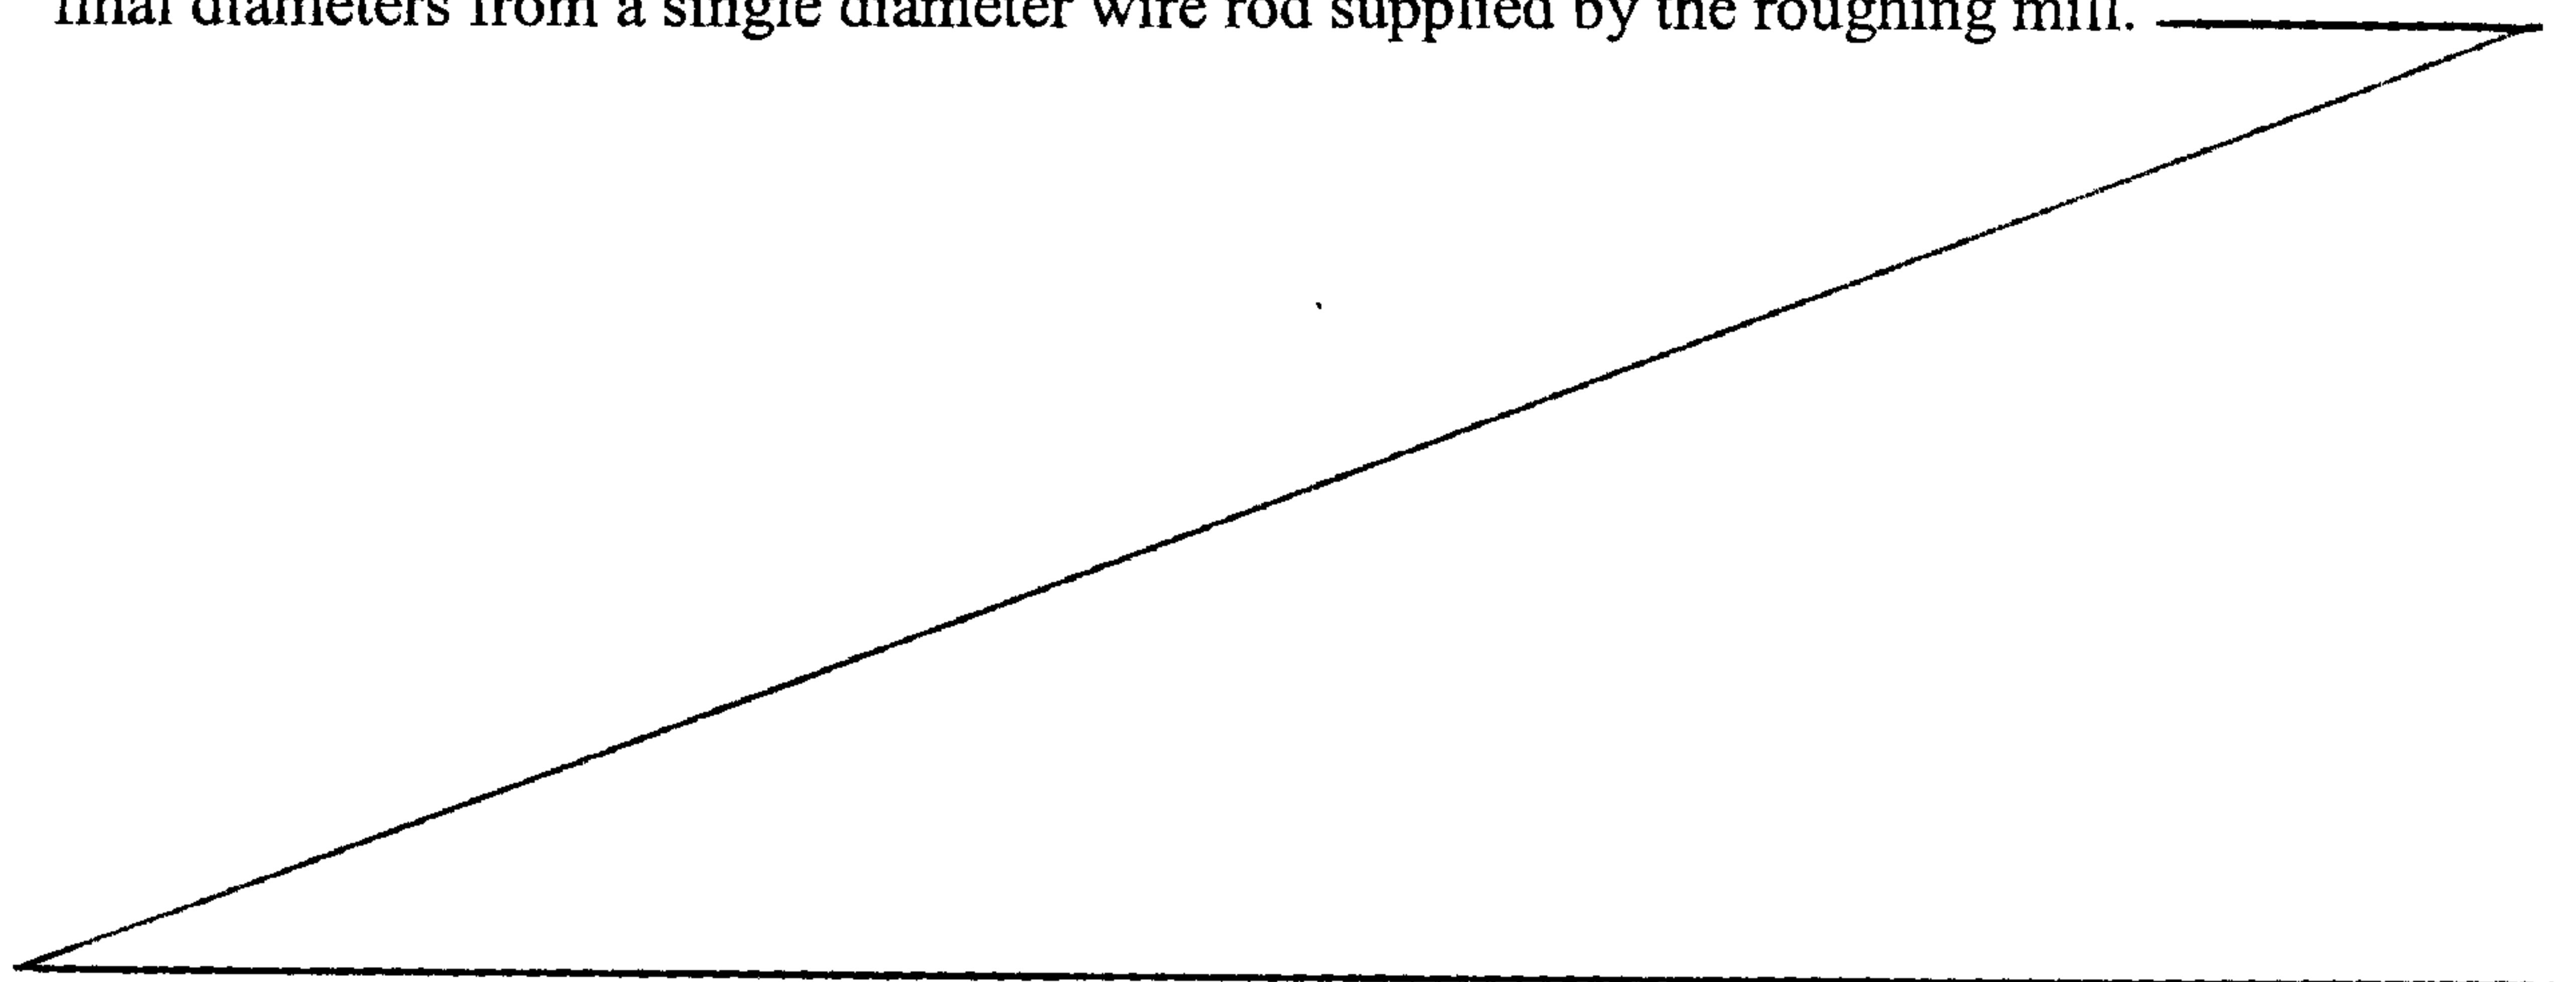 final diameters from a single diameter wire rod supplied by the roughing mill.